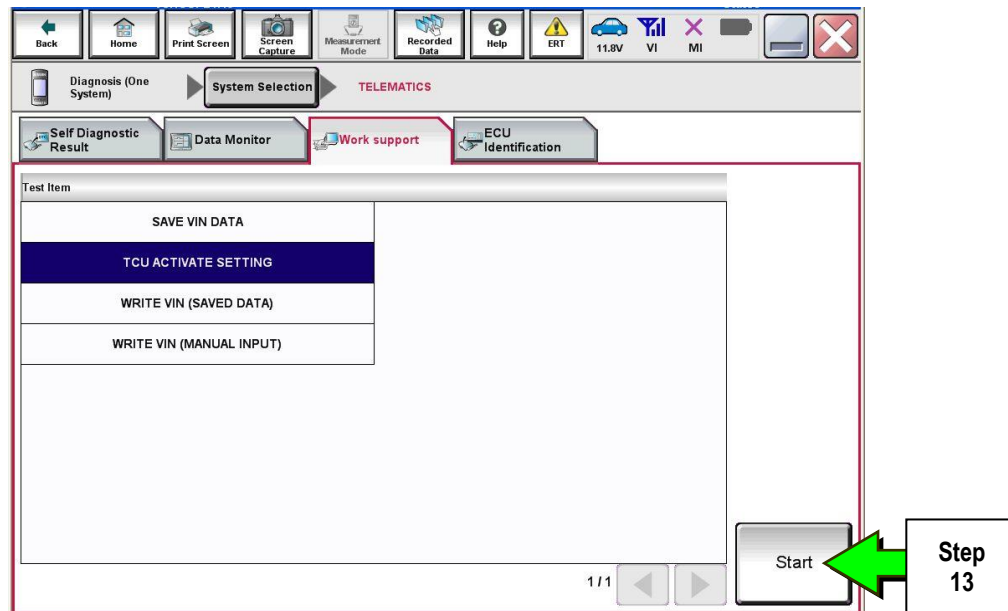 Back
Home
Print Screen
Screen
Capture
Measurement
Mode
Recorded
Data
Help
ERT
11.8V
VI
MI
Diagnosis (One
System)
System Selection
TELEMATICS
Self Diagnostic
Result
Data Monitor
Work support
ECU
Identification
Test Item
SAVE VIN DATA
TCU ACTIVATE SETTING
WRITE VIN (SAVED DATA)
WRITE VIN (MANUAL INPUT)
1/1
Start
Step
13